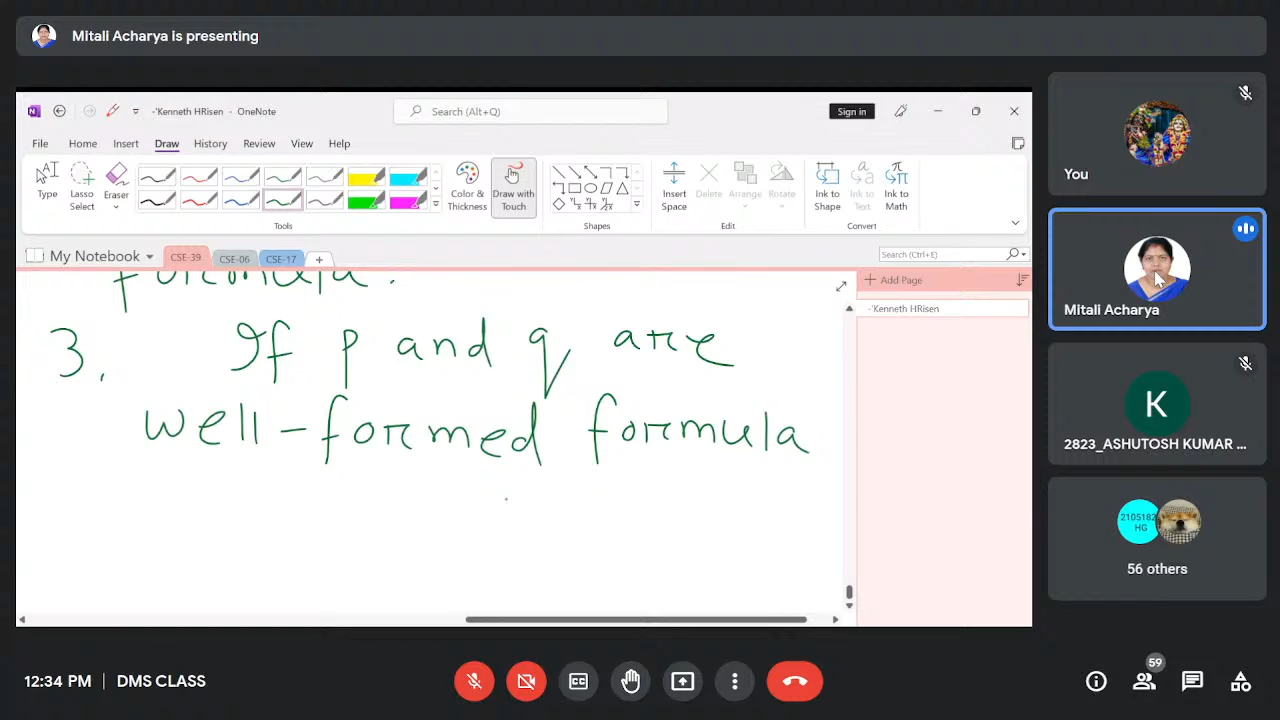 Mitali Acharya is presenting
-'Kenneth HRisen - OneNote
Search (Alt+Q)
Sign in
File Home Insert Draw History Review View Help
Type
Lasso Select
Eraser
Color & Thickness
Draw with Touch
Insert Space
Delete
Arrange
Rotate
Ink to Shape
Ink to Text
Ink to Math
Tools
Shapes
Edit
Convert
My Notebook
CSE-39
CSE-06
CSE-17
Search (Ctrl+E)
Add Page
-'Kenneth HRisen
formula.
3. If p and q are
well-formed formula
You
Mitali Acharya
K
2823_ASHUTOSH KUMAR ...
2105182
HG
56 others
12:34 PM | DMS CLASS
59